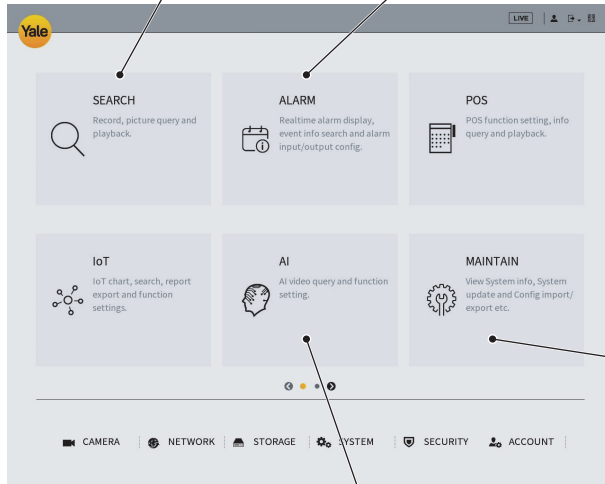 Yale
LIVE
SEARCH
Record, picture query and
playback.
ALARM
Realtime alarm display,
event info search and alarm
input/output config.
POS
POS function setting, info
query and playback.
IoT
IoT chart, search, report
export and function
settings.
AI
AI video query and function
setting.
MAINTAIN
View System info, System
update and Config import/
export etc.
CAMERA NETWORK STORAGE SYSTEM SECURITY ACCOUNT